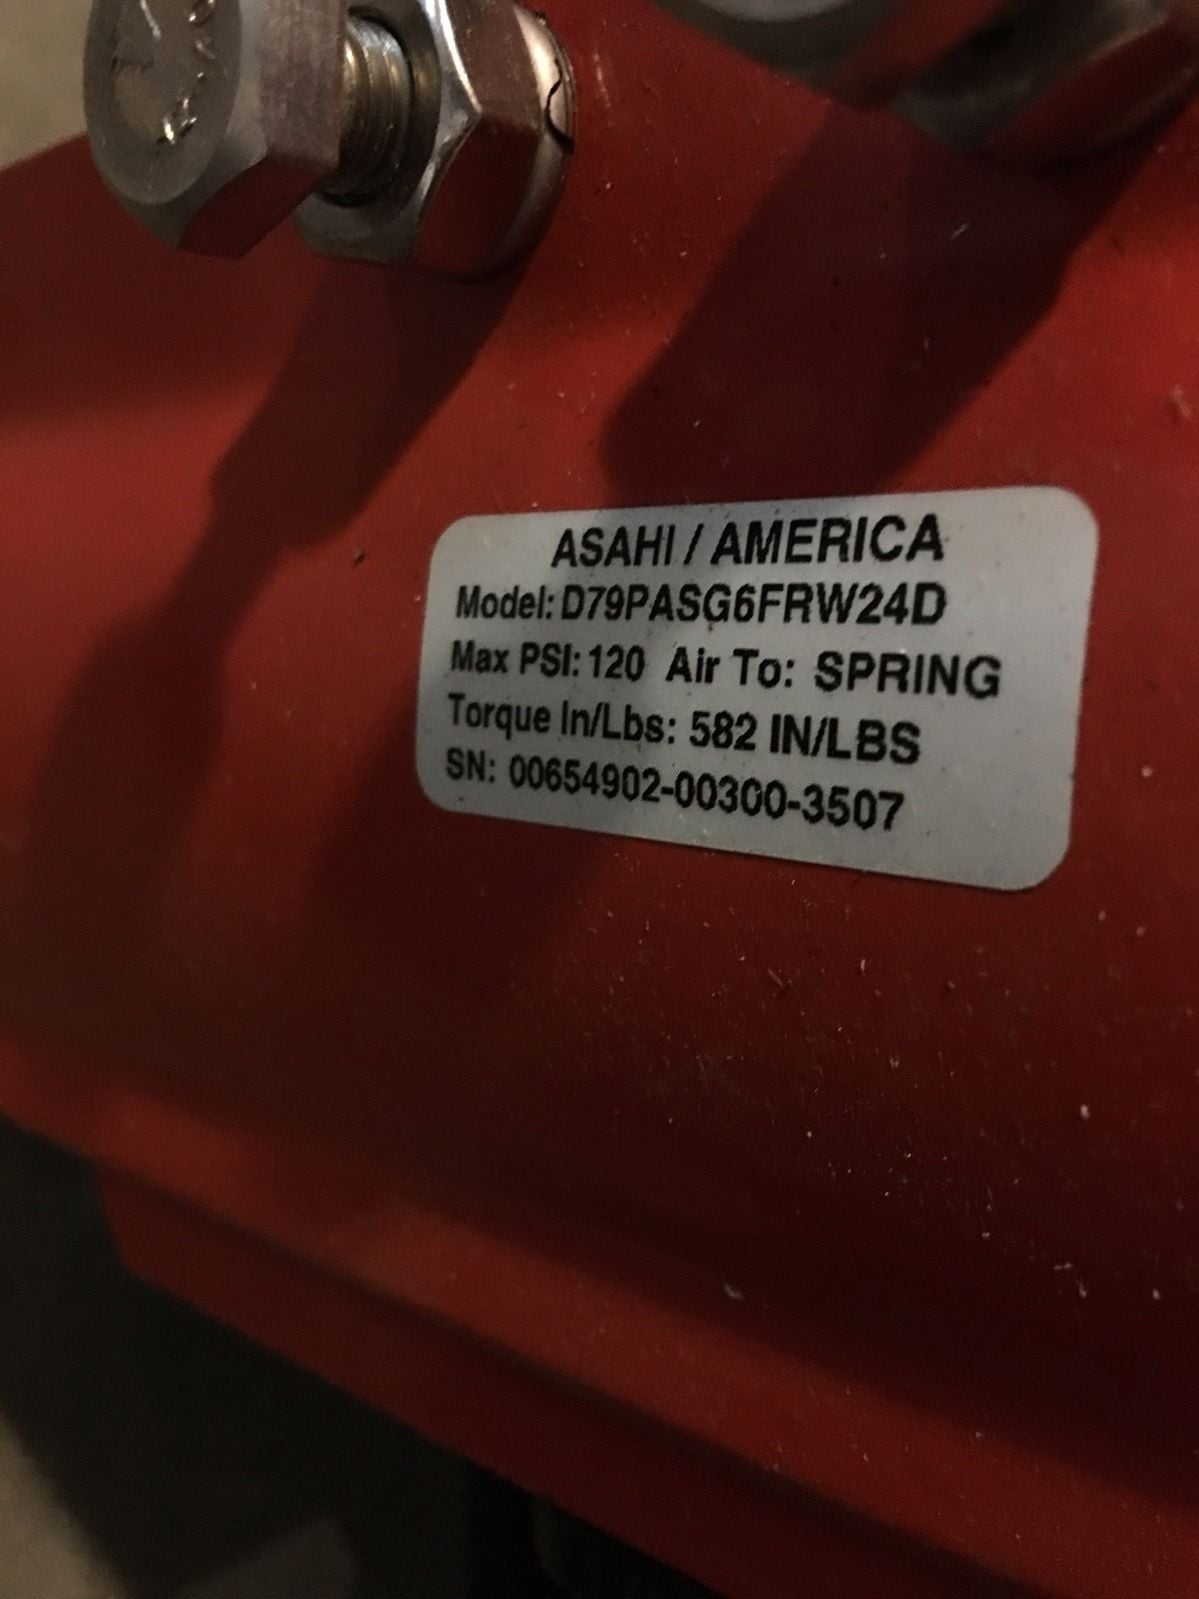 ASAHI / AMERICA
Model: D79PASG6FRW24D
Max PSI: 120 Air To: SPRING
Torque In/Lbs: 582 IN/LBS
SN: 00654902-00300-3507